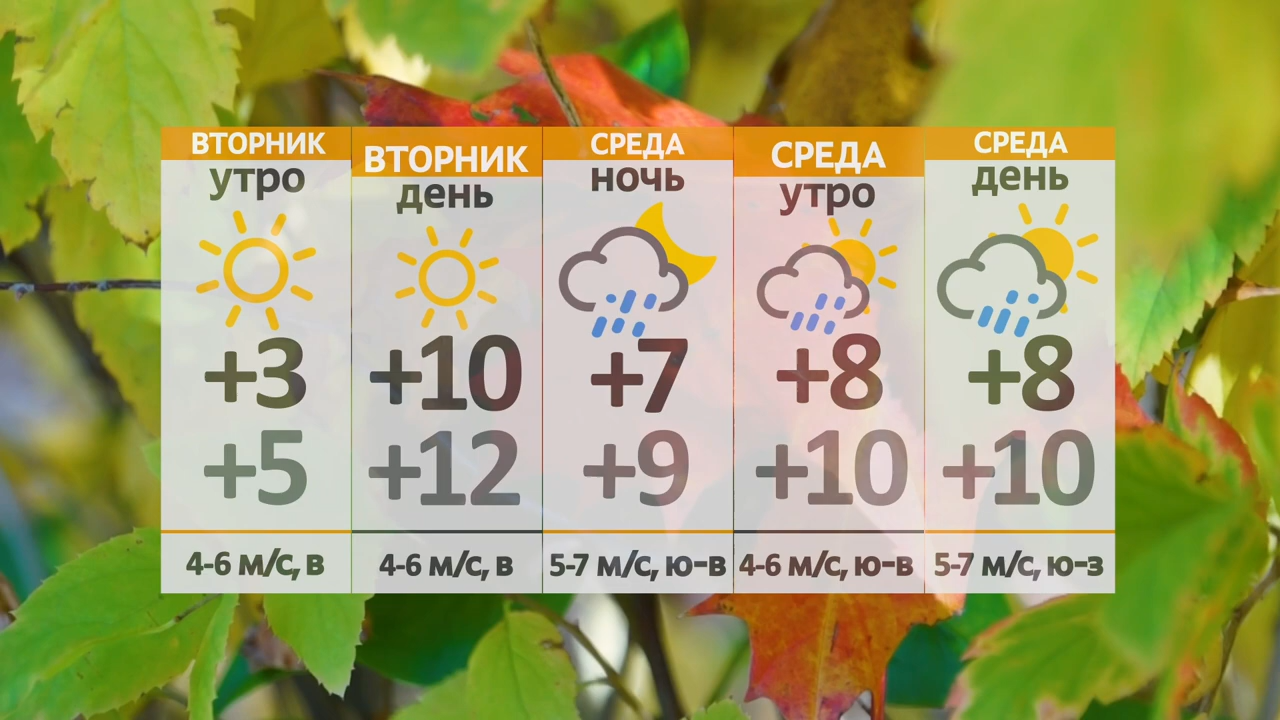 ВТОРНИК
утро
+3
+5
4-6 м/с, в
ВТОРНИК
день
+10
+12
4-6 м/с, в
СРЕДА
ночь
+7
+9
5-7 м/с, ю-в
СРЕДА
утро
+8
+10
4-6 м/с, ю-в
СРЕДА
день
+8
+10
5-7 м/с, ю-з